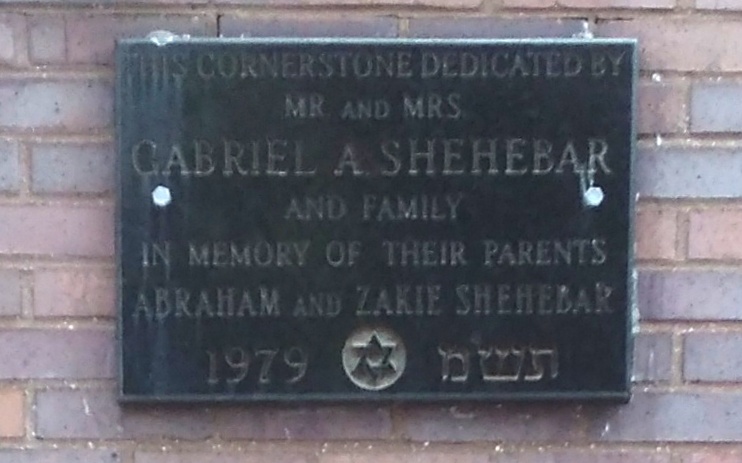 THIS CORNERSTONE DEDICATED BY
MR. AND MRS.
GABRIEL A. SHEHEBAR
AND FAMILY
IN MEMORY OF THEIR PARENTS
ABRAHAM AND ZAKIE SHEHEBAR
1979 תש״מ